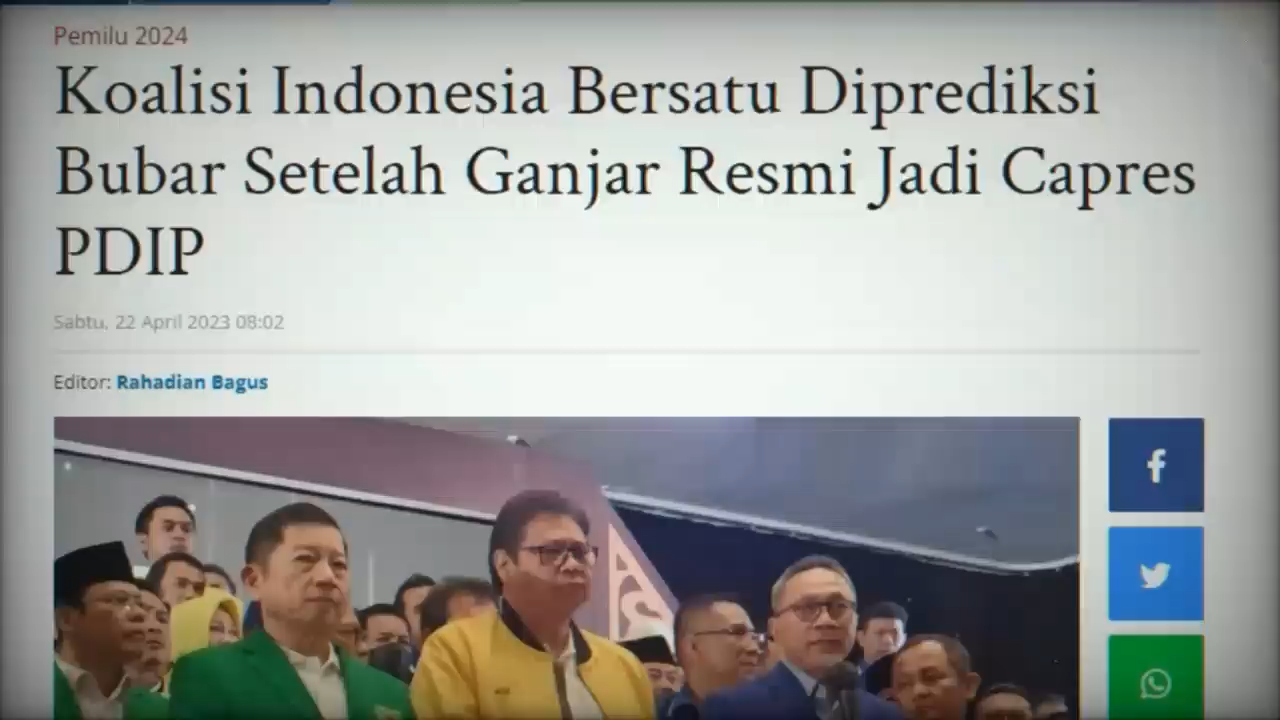 Pemilu 2024
Koalisi Indonesia Bersatu Diprediksi
Bubar Setelah Ganjar Resmi Jadi Capres
PDIP
Sabtu, 22 April 2023 08:02
Editor: Rahadian Bagus